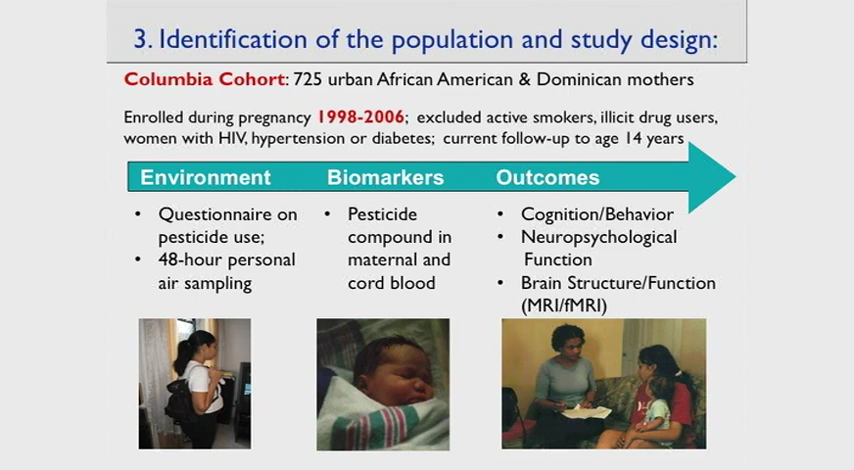 3. Identification of the population and study design:
Columbia Cohort: 725 urban African American & Dominican mothers
Enrolled during pregnancy 1998-2006; excluded active smokers, illicit drug users,
women with HIV, hypertension or diabetes; current follow-up to age 14 years
Environment
• Questionnaire on
pesticide use;
• 48-hour personal
air sampling
Biomarkers
• Pesticide
compound in
maternal and
cord blood
Outcomes
• Cognition/Behavior
• Neuropsychological
Function
• Brain Structure/Function
(MRI/fMRI)